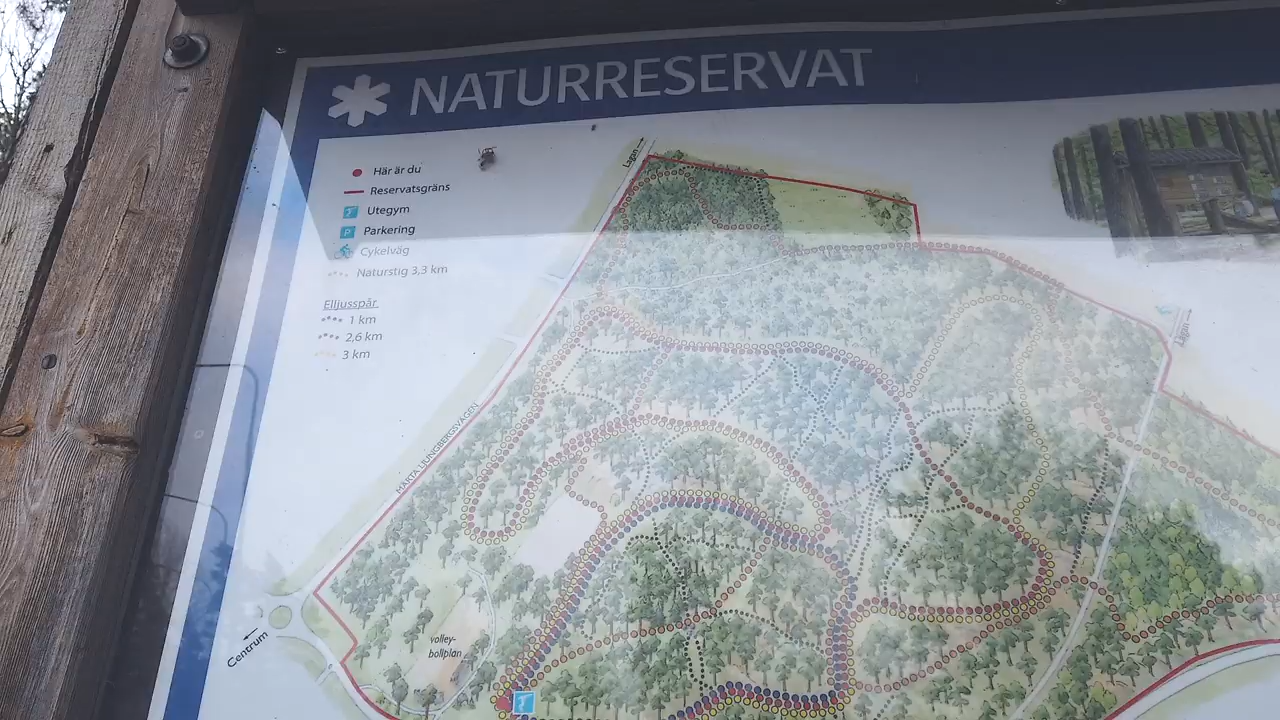 NATURRESERVAT
Här är du
Reservatsgräns
Utegym
P
Parkering
Cykelväg
Naturstig 3,3 km
Elljusspår
1 km
2,6 km
3 km
Lagan
MÄRTA LJUNGBERGSVÄGEN
Centrum
volley-
bollplan